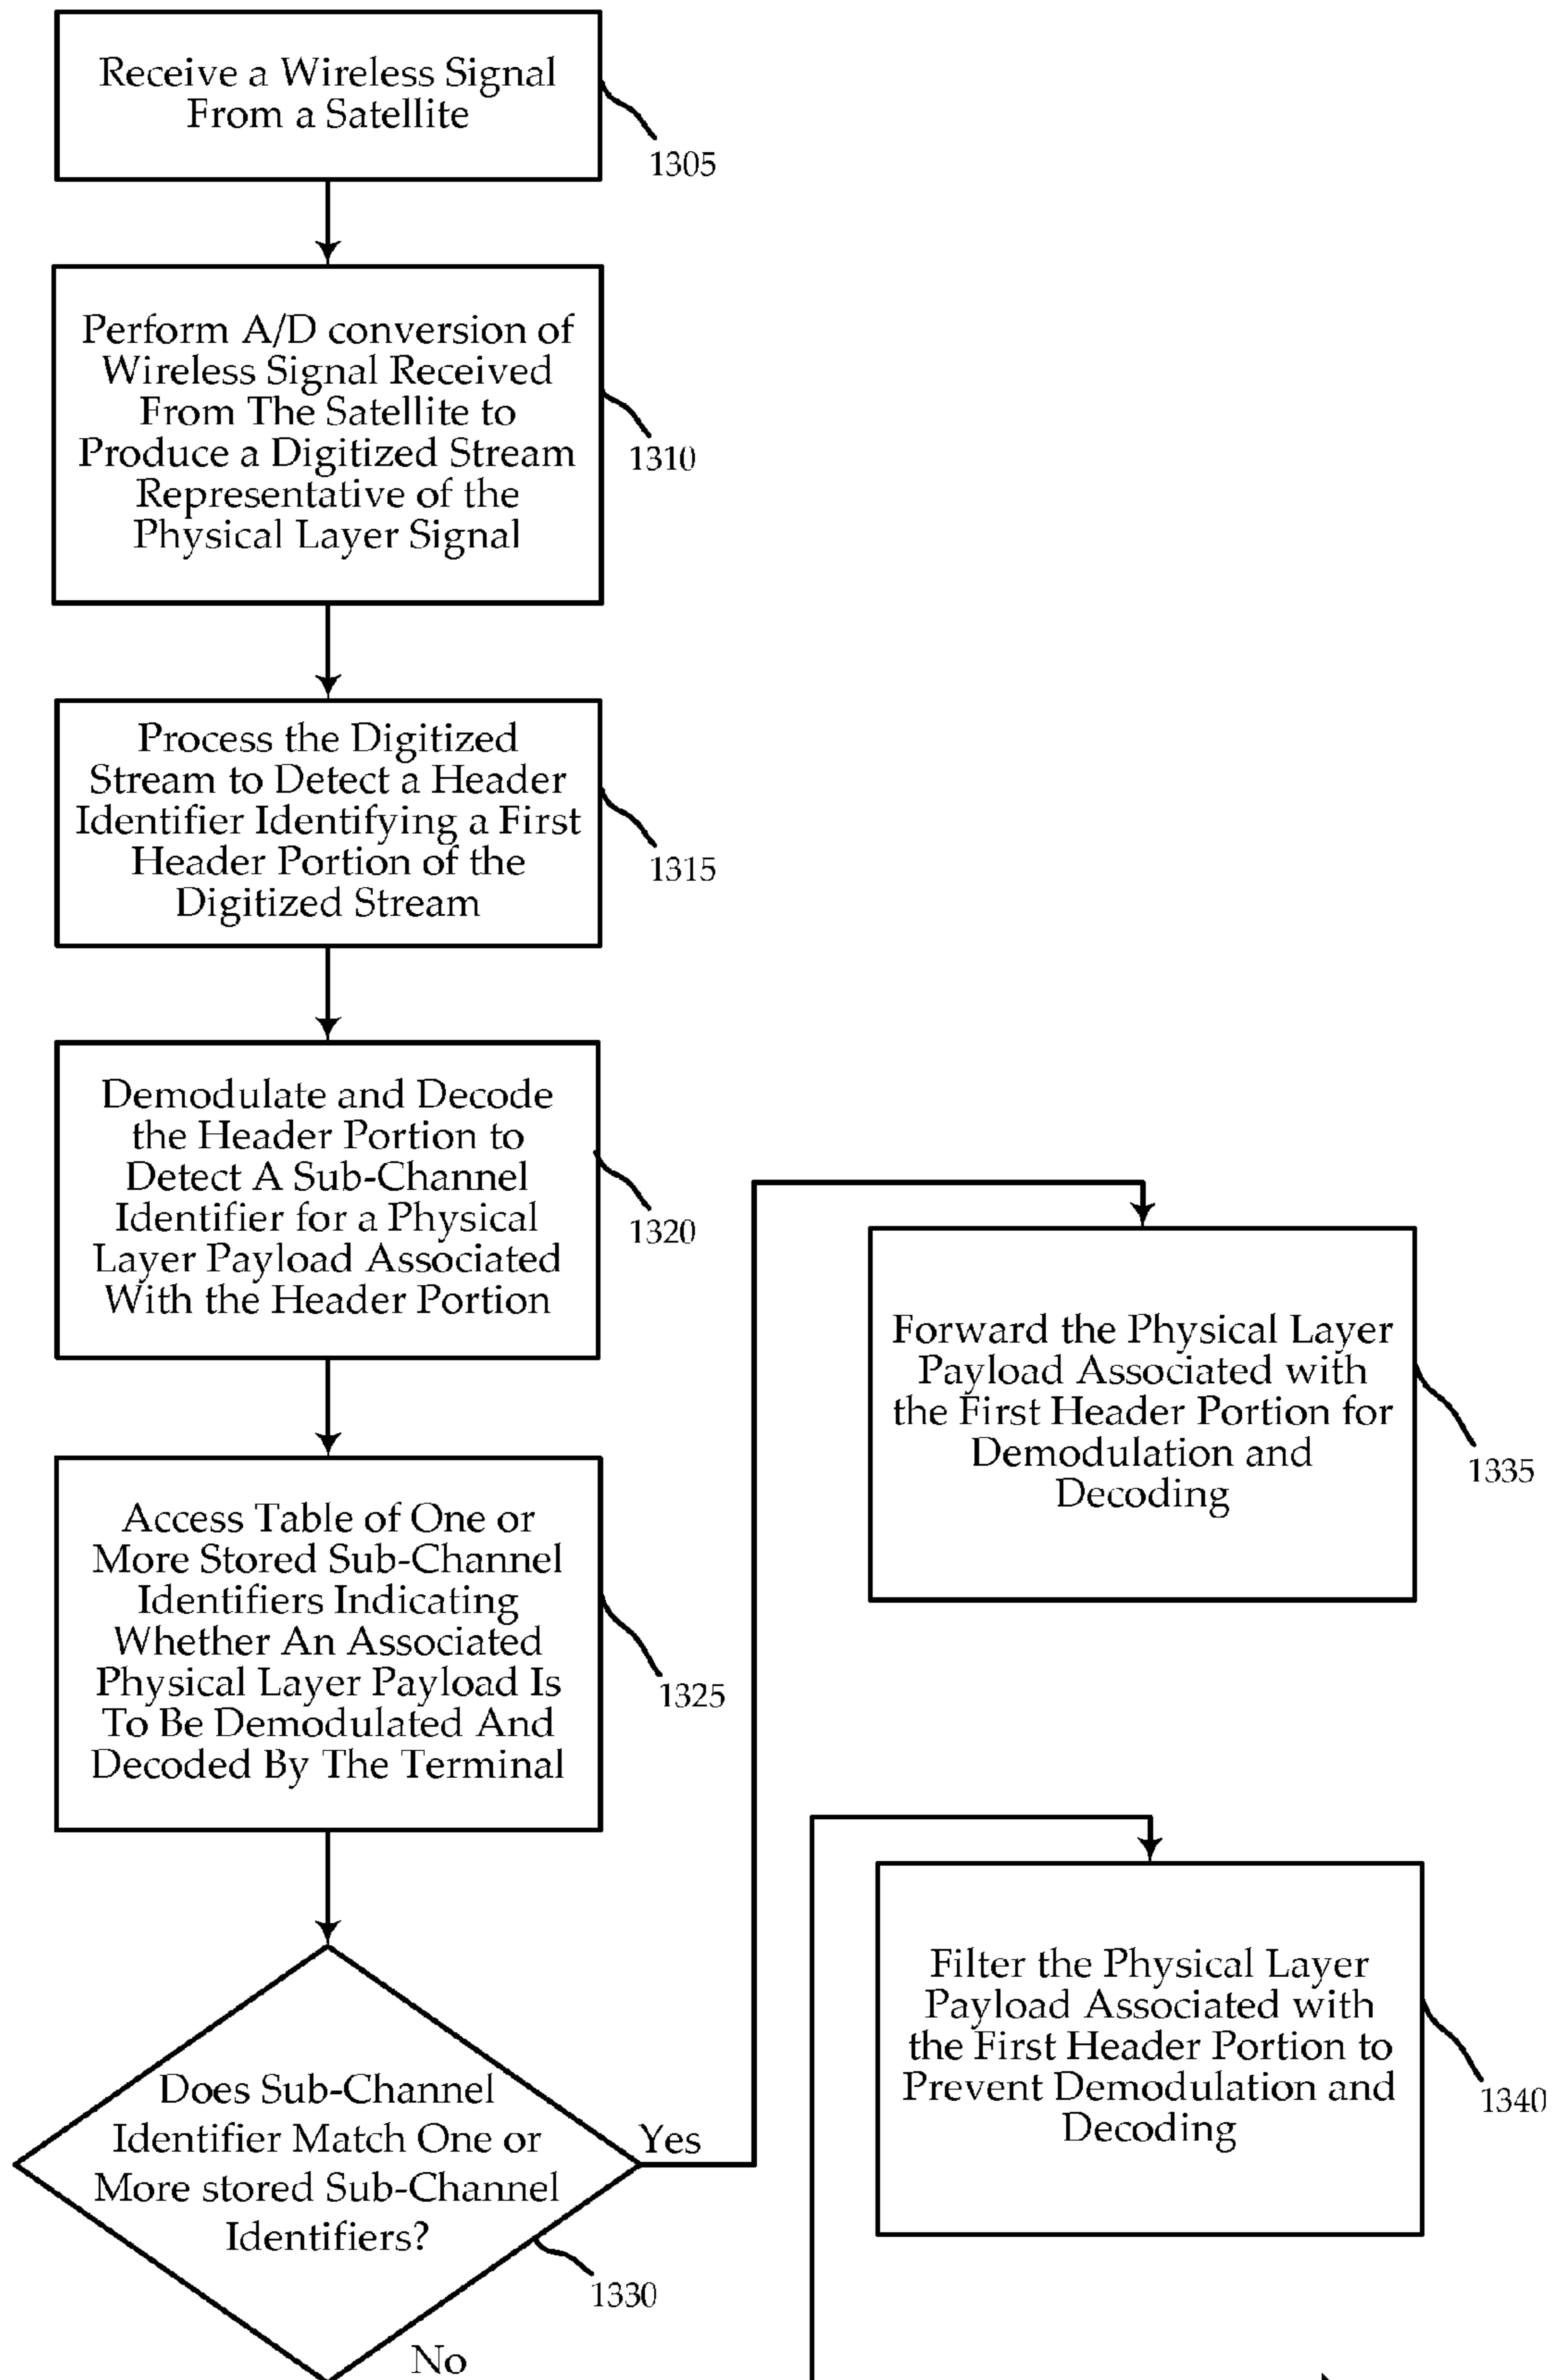 Receive a Wireless Signal
From a Satellite
1305
Perform A/D conversion of
Wireless Signal Received
From The Satellite to
Produce a Digitized Stream
Representative of the
Physical Layer Signal
1310
Process the Digitized
Stream to Detect a Header
Identifier Identifying a First
Header Portion of the
Digitized Stream
1315
Demodulate and Decode
the Header Portion to
Detect A Sub-Channel
Identifier for a Physical
Layer Payload Associated
With the Header Portion
1320
Access Table of One or
More Stored Sub-Channel
Identifiers Indicating
Whether An Associated
Physical Layer Payload Is
To Be Demodulated And
Decoded By The Terminal
1325
Does Sub-Channel
Identifier Match One or
More stored Sub-Channel
Identifiers?
1330
Yes
No
Forward the Physical Layer
Payload Associated with
the First Header Portion for
Demodulation and
Decoding
1335
Filter the Physical Layer
Payload Associated with
the First Header Portion to
Prevent Demodulation and
Decoding
1340